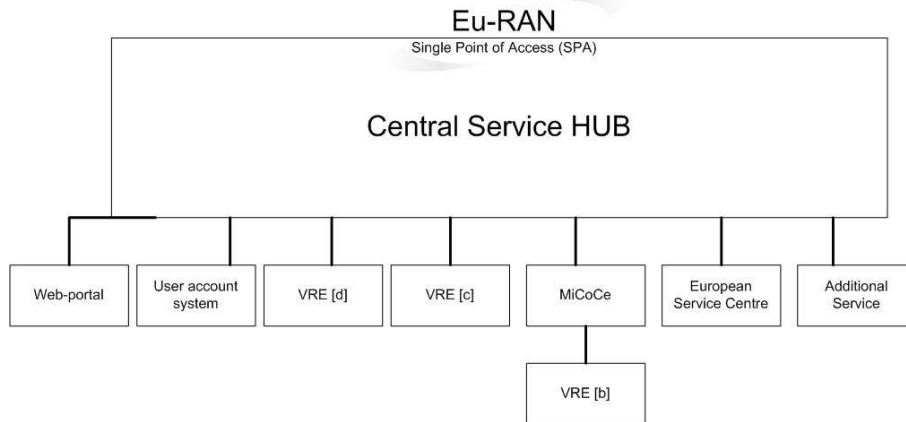 Eu-RAN
Single Point of Access (SPA)
Central Service HUB
Web-portal
User account
system
VRE [d]
VRE [c]
MiCoCe
European
Service Centre
Additional
Service
VRE [b]